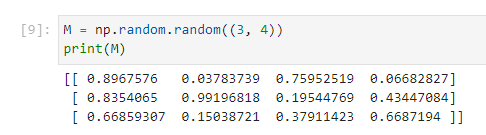 [9]: M = np.random.random((3, 4))
print(M)
[[ 0.8967576 0.03783739 0.75952519 0.06682827]
[ 0.8354065 0.99196818 0.19544769 0.43447084]
[ 0.66859307 0.15038721 0.37911423 0.6687194 ]]